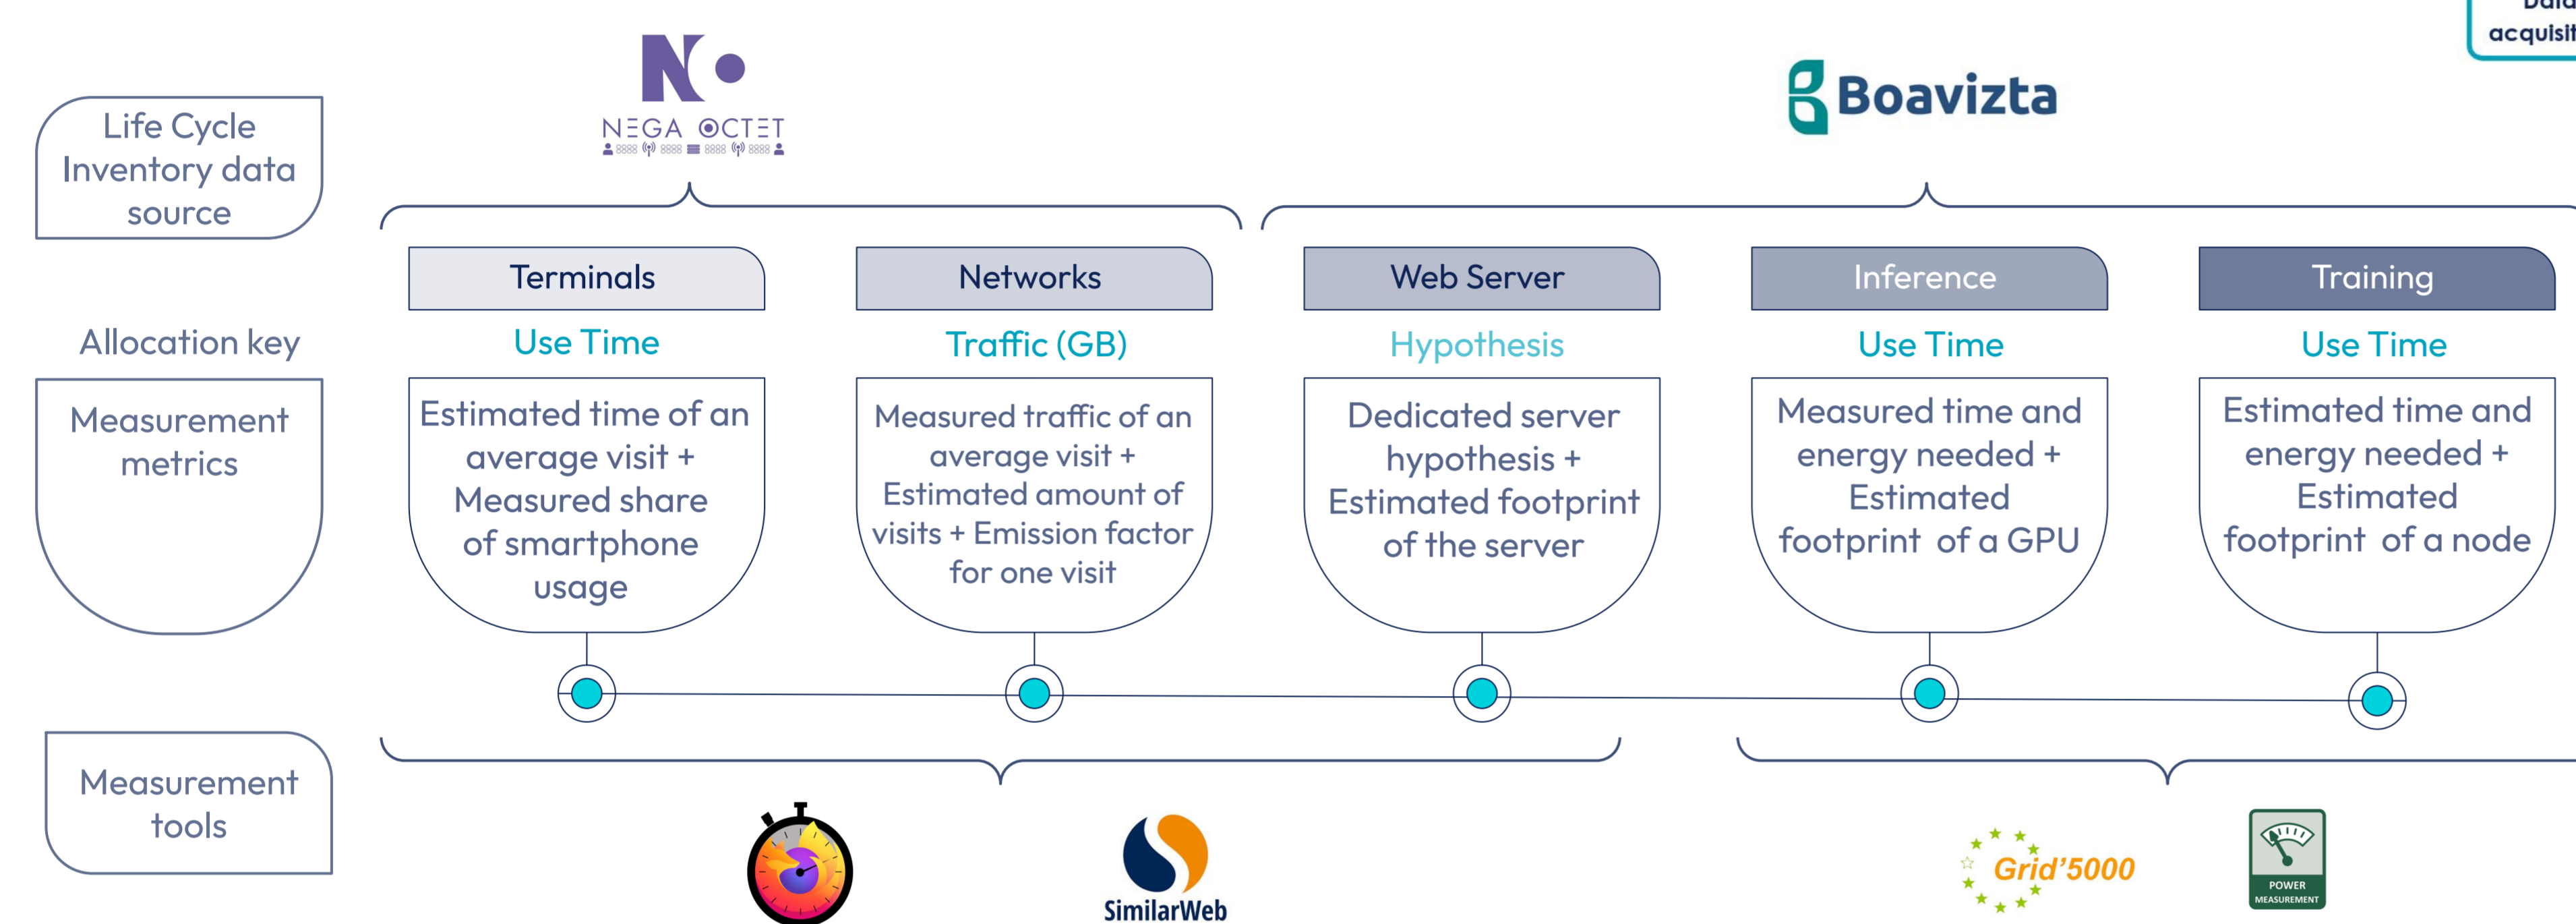 acquisit
NEGA OCTET
Boavizta
Life Cycle
Inventory data
source
Terminals
Networks
Web Server
Inference
Training
Allocation key
Use Time
Traffic (GB)
Hypothesis
Use Time
Use Time
Measurement
metrics
Estimated time of an
average visit +
Measured share
of smartphone
usage
Measured traffic of an
average visit +
Estimated amount of
visits + Emission factor
for one visit
Dedicated server
hypothesis +
Estimated footprint
of the server
Measured time and
energy needed +
Estimated
footprint of a GPU
Estimated time and
energy needed +
Estimated
footprint of a node
Measurement
tools
SimilarWeb
Grid'5000
POWER
MEASUREMENT